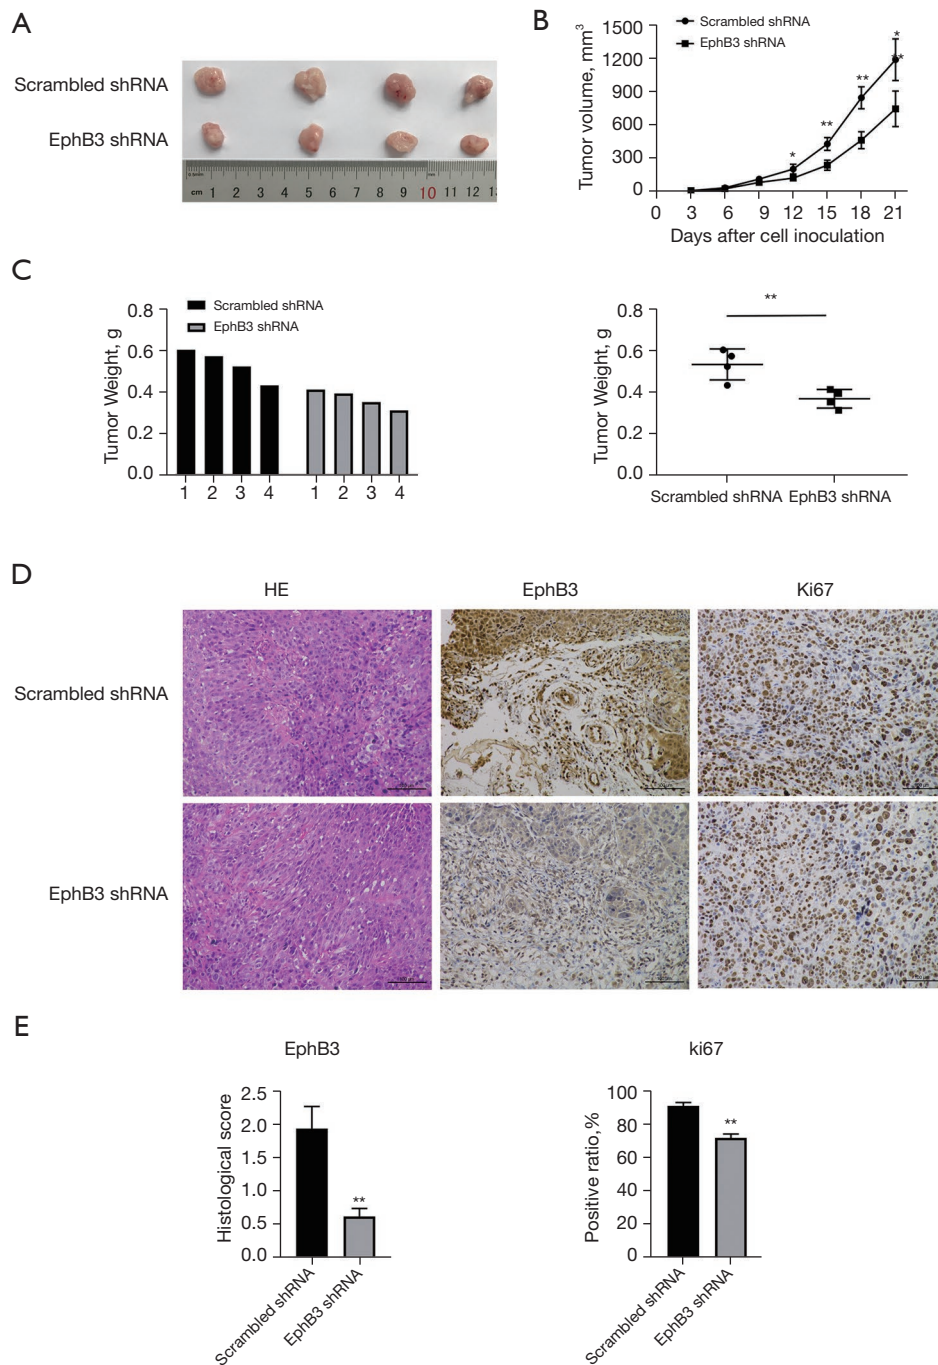 A
Scrambled shRNA
EphB3 shRNA
cm 1 2 3 4 5 6 7 8 9 10 11 12
B
Tumor volume, mm³
1500
1200
900
600
300
0
Scrambled shRNA
EphB3 shRNA
*
**
**
**
*
0 3 6 9 12 15 18 21
Days after cell inoculation
C
Tumor Weight, g
0.8
0.6
0.4
0.2
0.0
Scrambled shRNA
EphB3 shRNA
1 2 3 4 1 2 3 4
Tumor Weight, g
0.8
0.6
0.4
0.2
0.0
**
Scrambled shRNA EphB3 shRNA
D
HE EphB3 Ki67
Scrambled shRNA
EphB3 shRNA
E
EphB3
Histological score
2.5
2.0
1.5
1.0
0.5
0.0
**
Scrambled shRNA
EphB3 shRNA
ki67
Positive ratio,%
100
80
60
40
20
0
**
Scrambled shRNA
EphB3 shRNA